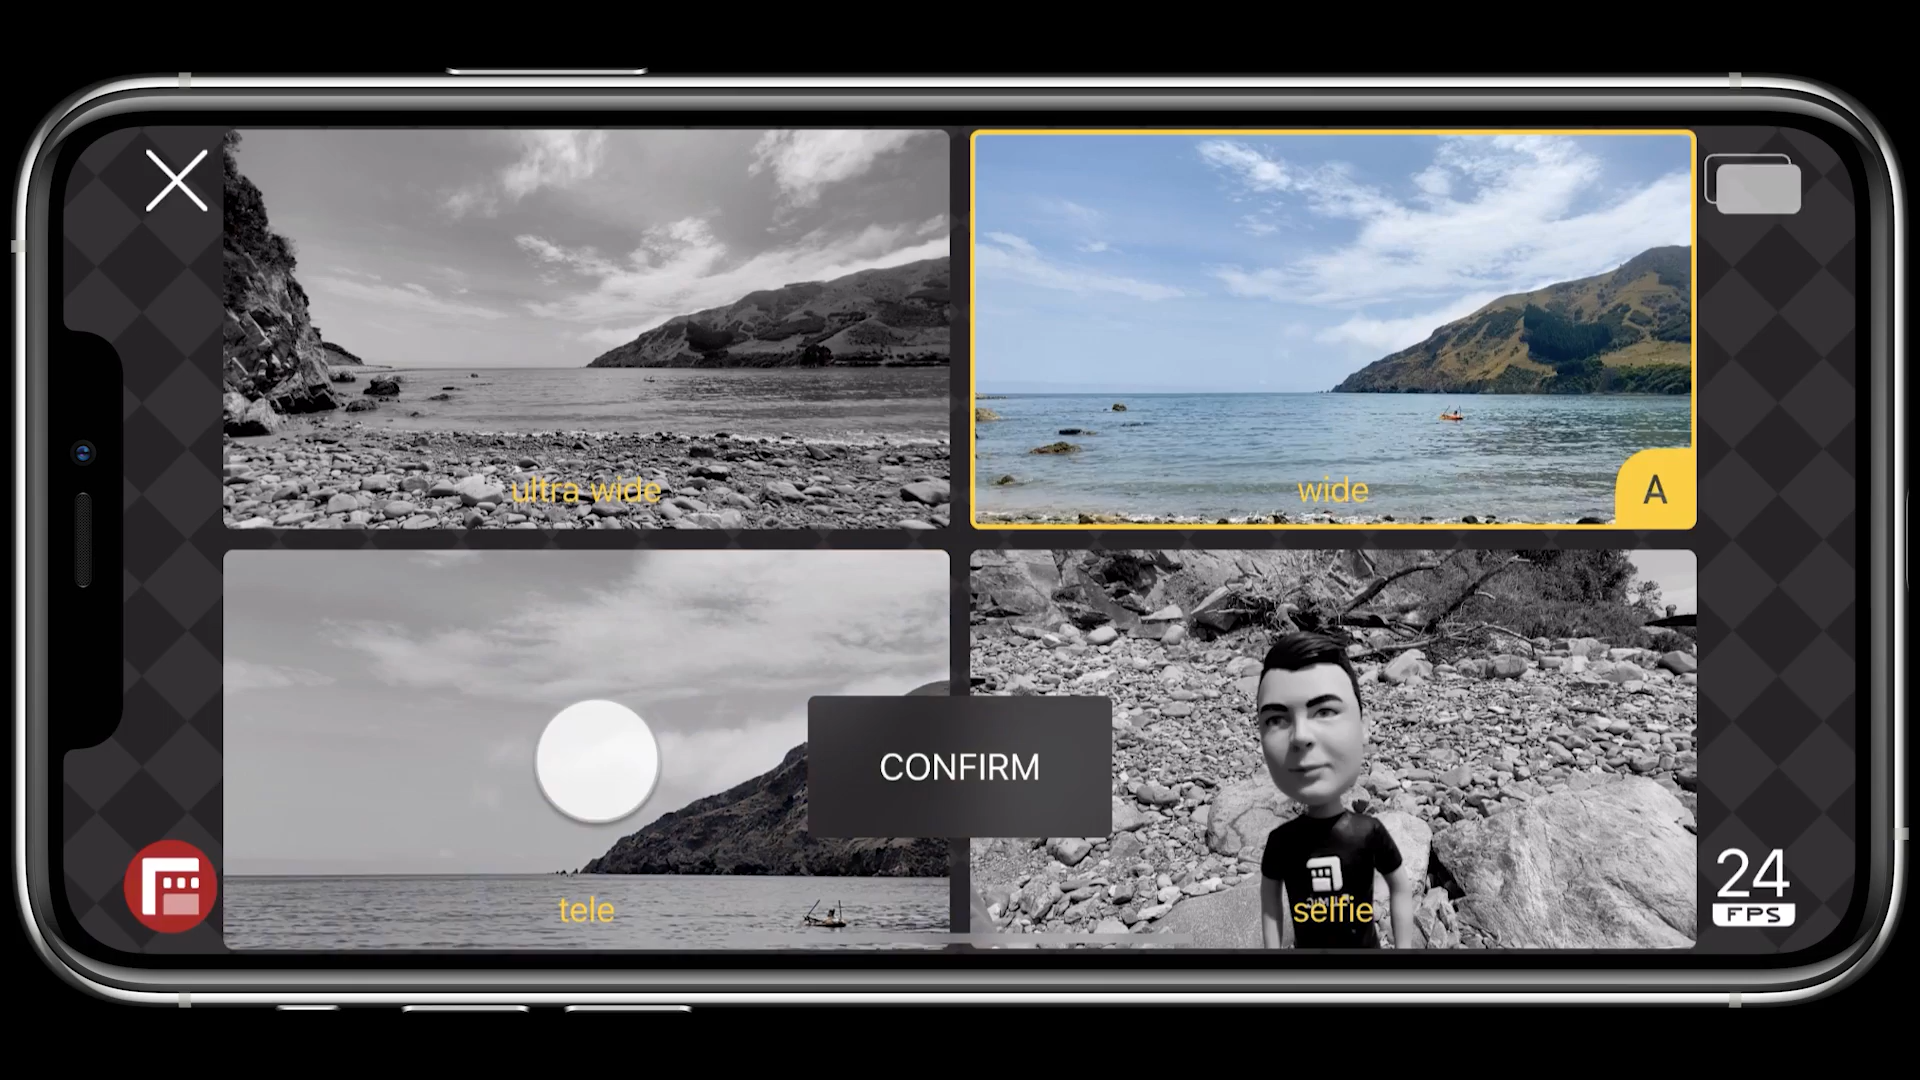 ultra wide
wide
A
tele
CONFIRM
selfie
24
FPS